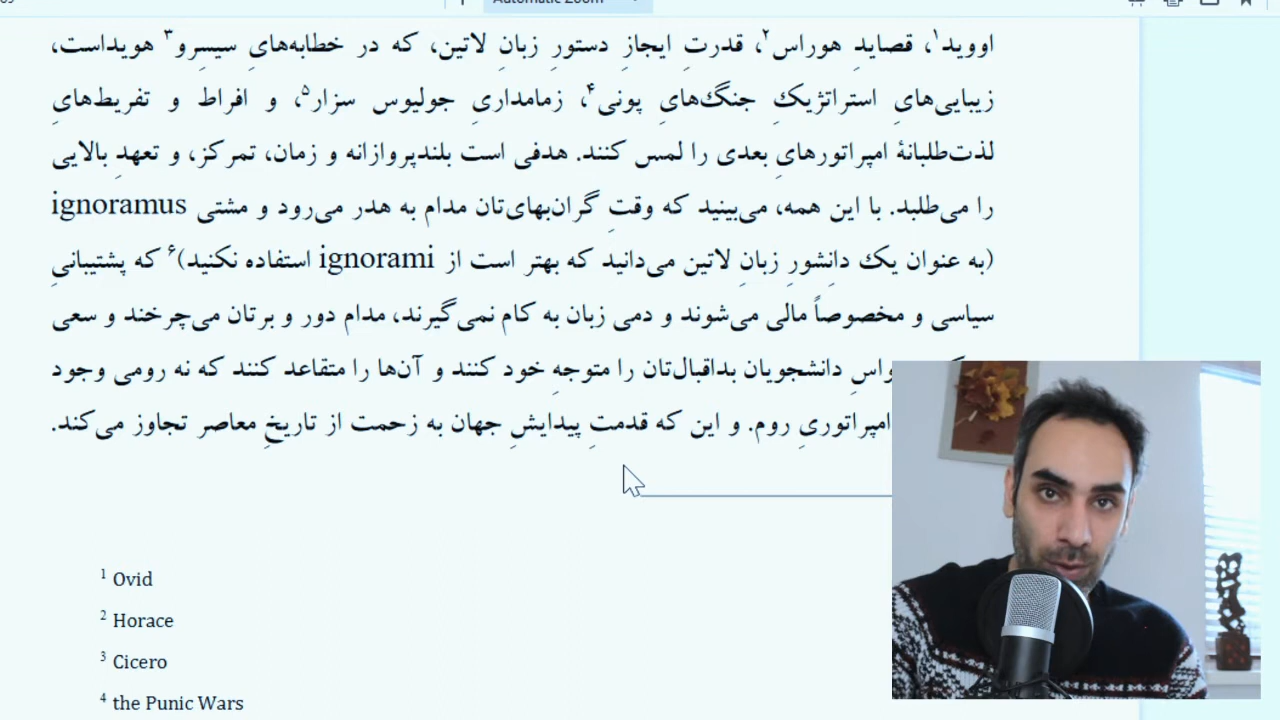 Automatic Zoom
اووید۱، قصایدِ هوراس۲، قدرتِ ایجازِ دستورِ زبانِ لاتین، که در خطابه‌هایِ سیسِرو۳ هویداست،
زیبایی‌هایِ استراتژیکِ جنگ‌هایِ پونی۴، زمامداریِ جولیوس سزار۵، و افراط و تفریط‌هایِ
لذت‌طلبانهٔ امپراتورهایِ بعدی را لمس کنند. هدفی است بلندپروازانه و زمان، تمرکز، و تعهدِ بالایی
را می‌طلبد. با این همه، می‌بینید که وقتِ گران‌بهای‌تان مدام به هدر می‌رود و مشتی ignoramus
(به عنوان یک دانِشورِ زبانِ لاتین می‌دانید که بهتر است از ignorami استفاده نکنید)۶ که پشتیبانیِ
سیاسی و مخصوصاً مالی می‌شوند و دمی زبان به کام نمی‌گیرند، مدام دور و برتان می‌چرخند و سعی
دانشجویان بداقبال‌تان را متوجهِ خود کنند و آن‌ها را متقاعد کنند که نه رومی وجود
امپراتوریِ روم. و این که قدمتِ پیدایشِ جهان به زحمت از تاریخِ معاصر تجاوز می‌کند.
1 Ovid
2 Horace
3 Cicero
4 the Punic Wars